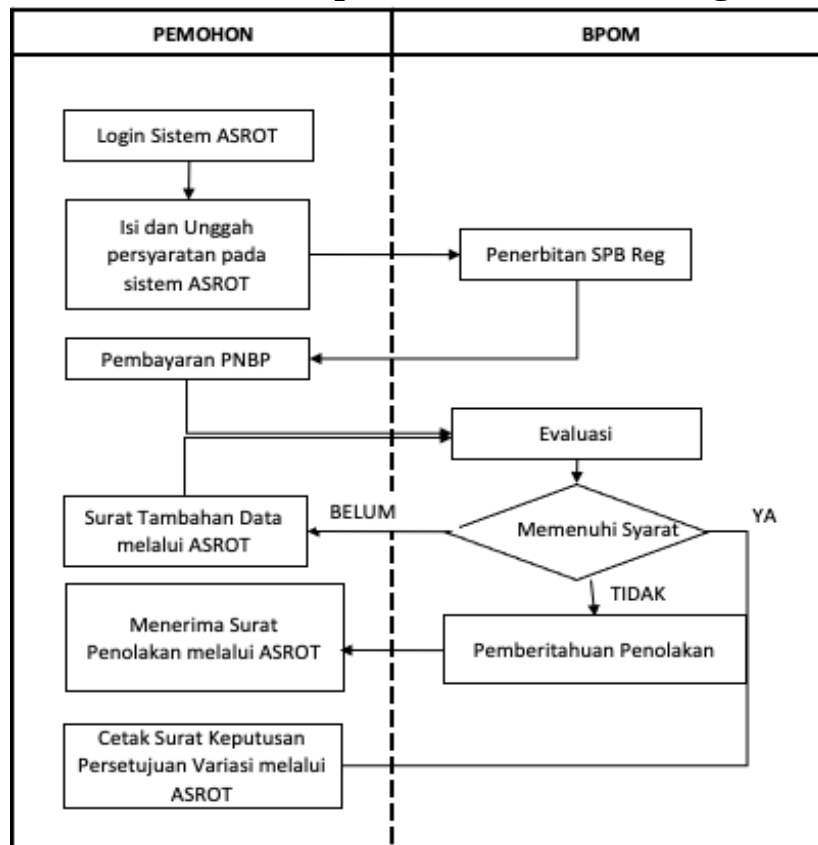 PEMOHON
BPOM
Login Sistem ASROT
Isi dan Unggah
persyaratan pada
sistem ASROT
Penerbitan SPB Reg
Pembayaran PNBP
Evaluasi
Surat Tambahan Data
melalui ASROT
BELUM
Memenuhi Syarat
YA
TIDAK
Menerima Surat
Penolakan melalui ASROT
Pemberitahuan Penolakan
Cetak Surat Keputusan
Persetujuan Variasi melalui
ASROT